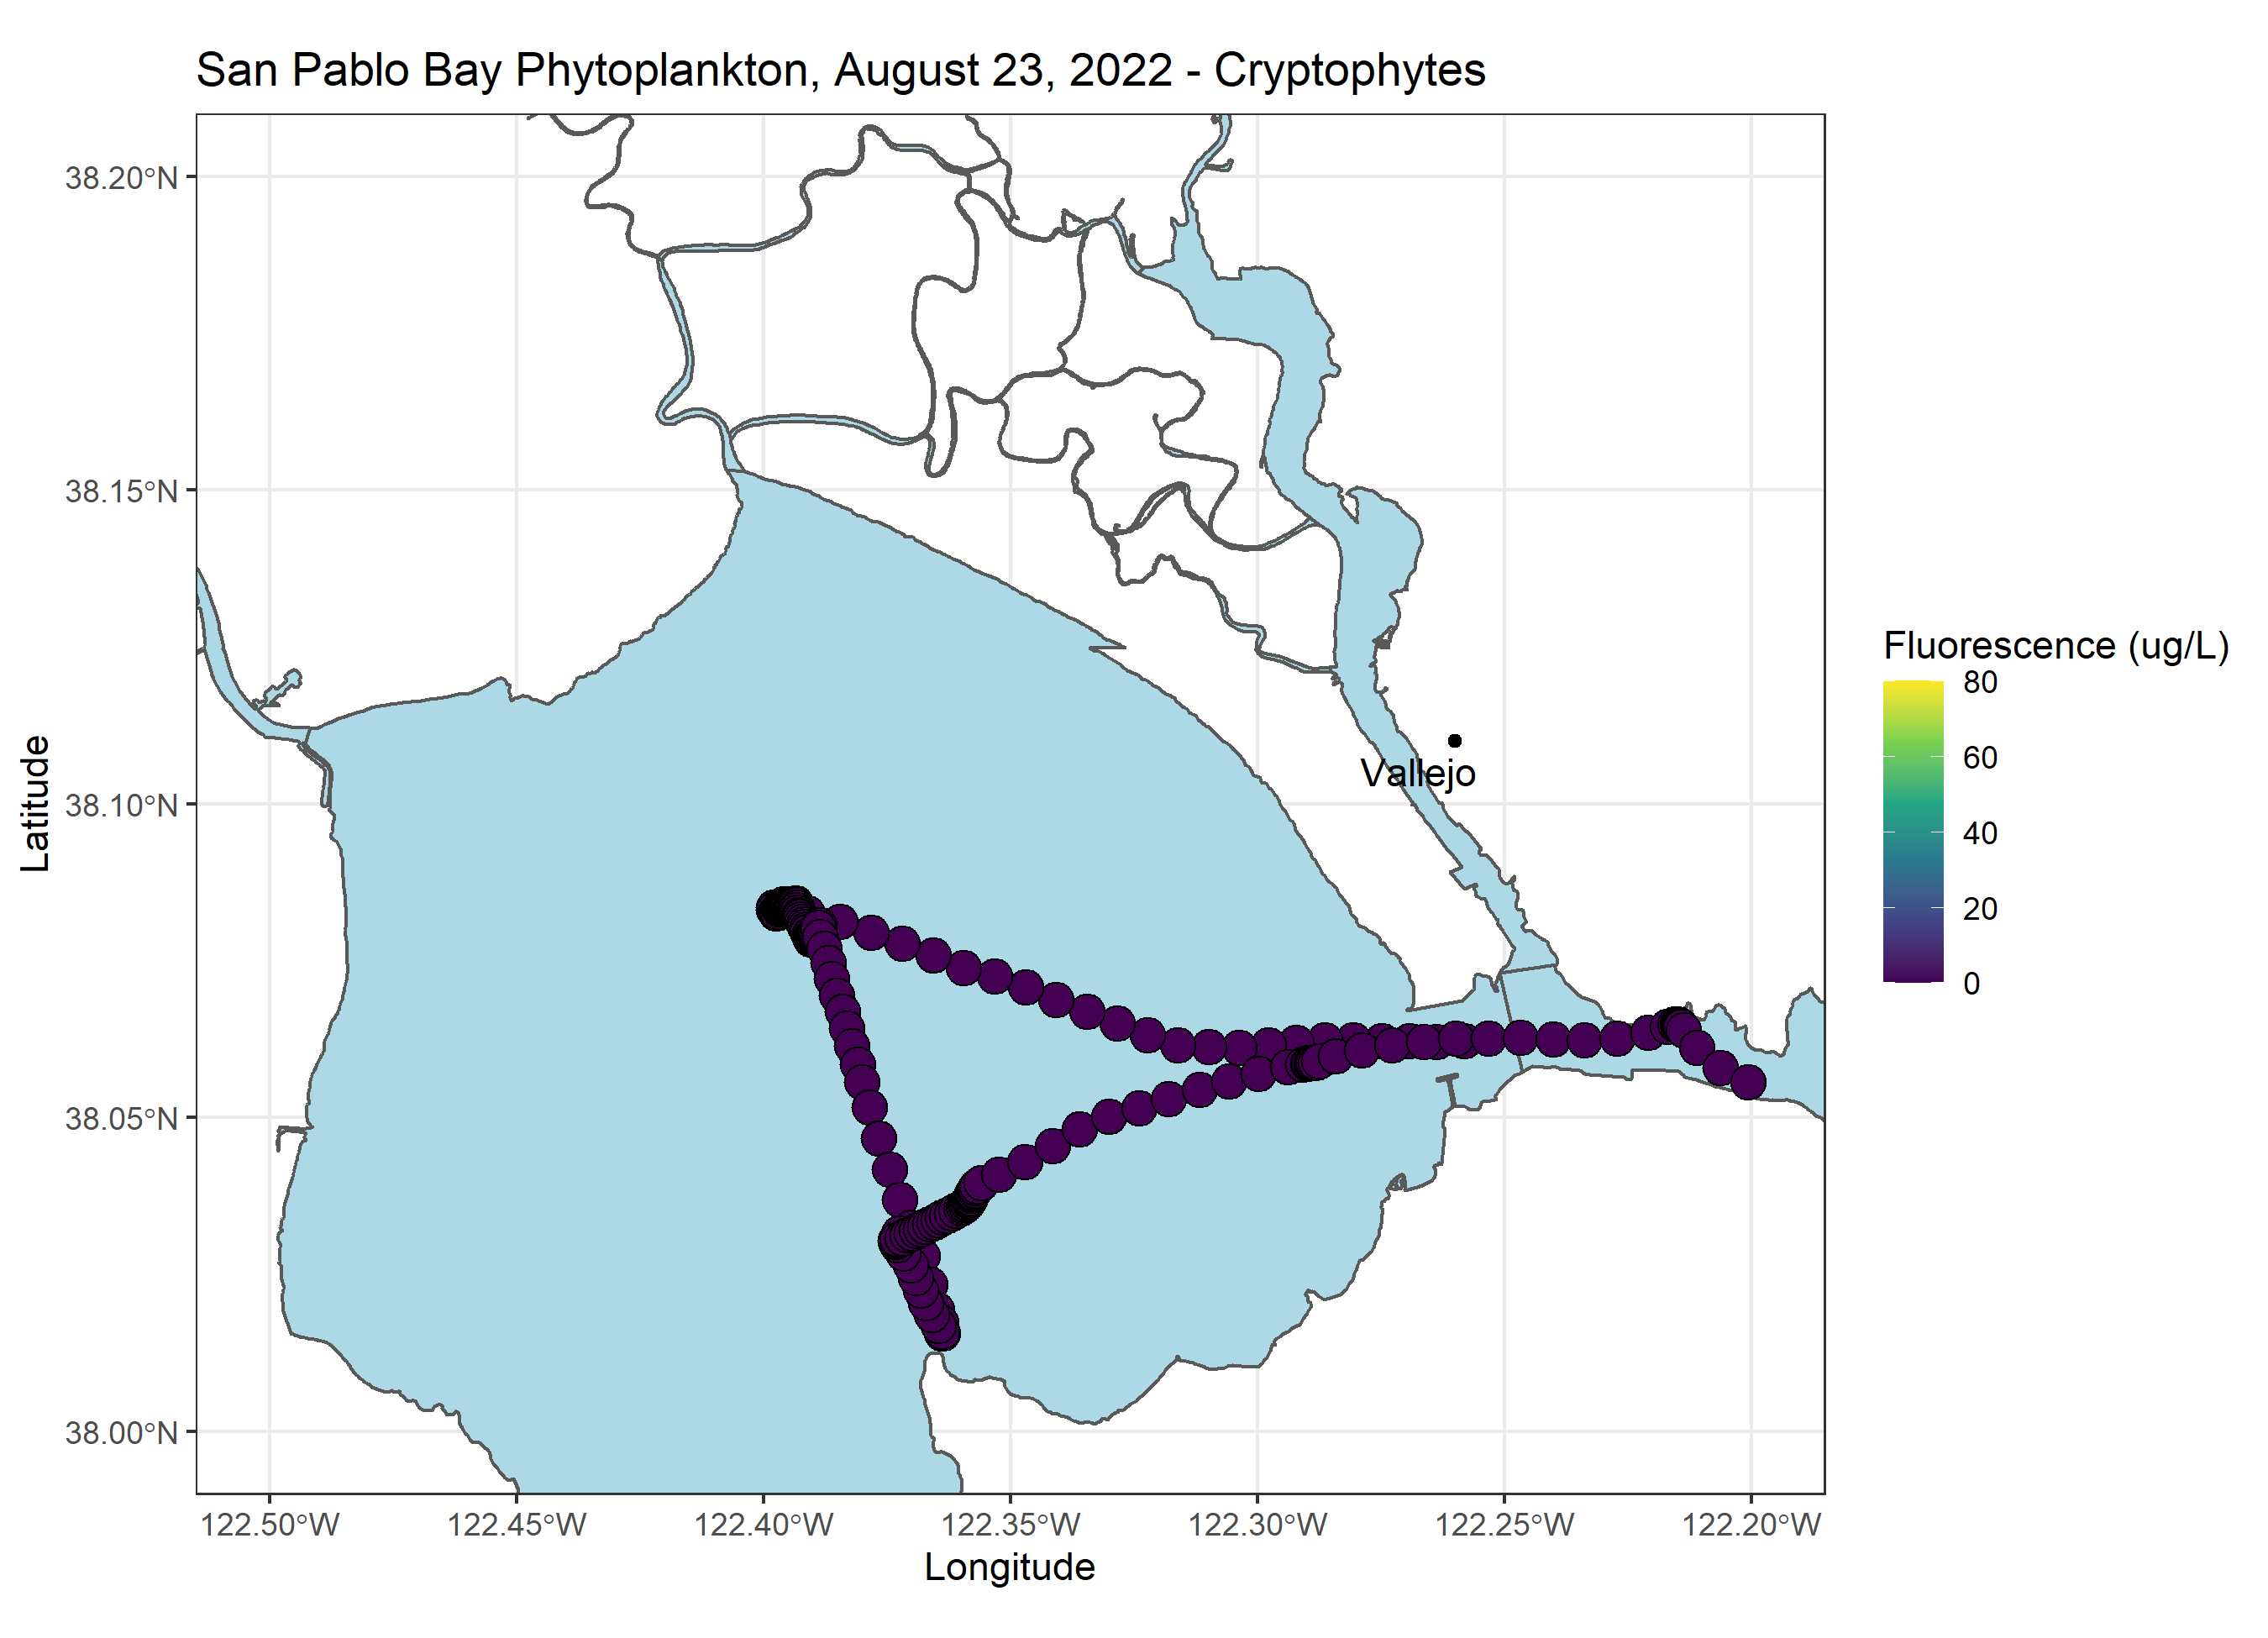 San Pablo Bay Phytoplankton, August 23, 2022 - Cryptophytes
38.20°N
38.15°N
38.10°N
38.05°N
38.00°N
Latitude
Vallejo
122.50°W 122.45°W 122.40°W 122.35°W 122.30°W 122.25°W 122.20°W
Longitude
Fluorescence (ug/L)
80
60
40
20
0